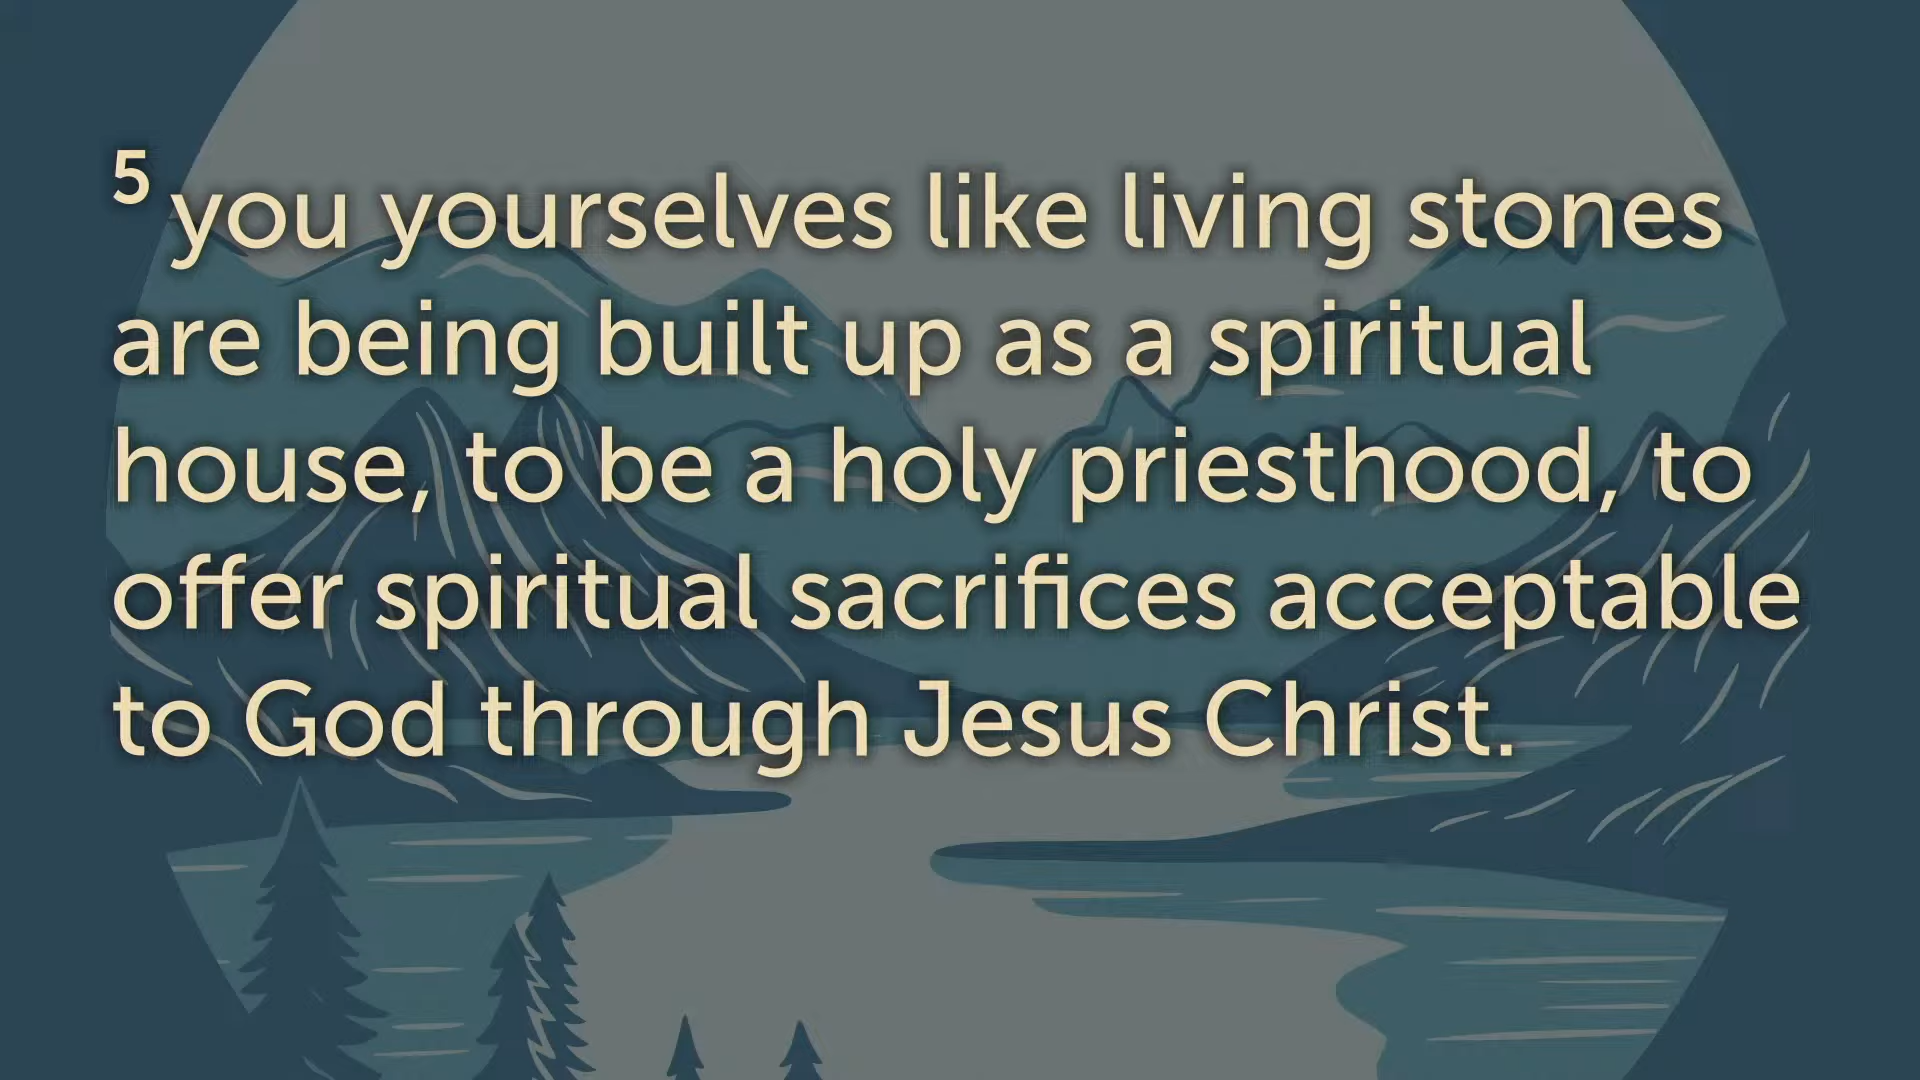 5 you yourselves like living stones
are being built up as a spiritual
house, to be a holy priesthood, to
offer spiritual sacrifices acceptable
to God through Jesus Christ.